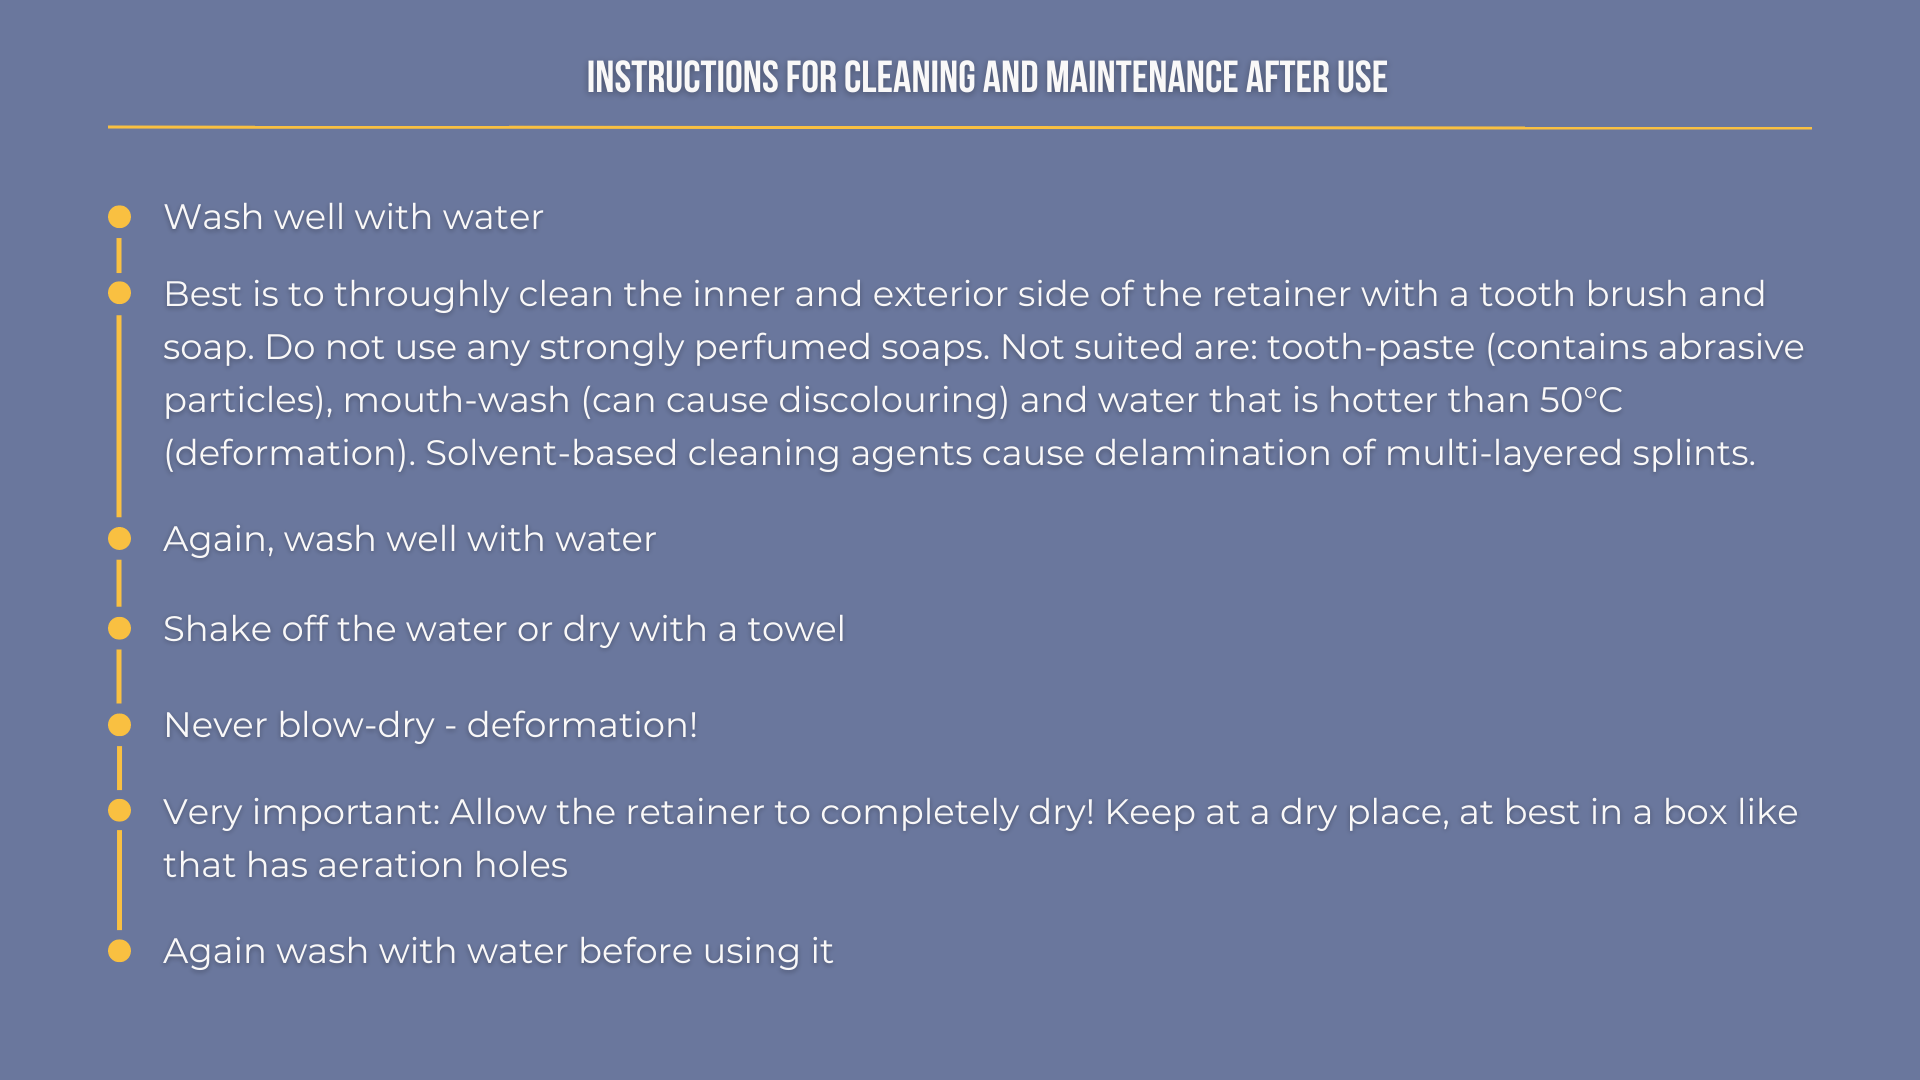 INSTRUCTIONS FOR CLEANING AND MAINTENANCE AFTER USE
Wash well with water
Best is to throughly clean the inner and exterior side of the retainer with a tooth brush and
soap. Do not use any strongly perfumed soaps. Not suited are: tooth-paste (contains abrasive
particles), mouth-wash (can cause discolouring) and water that is hotter than 50°C
(deformation). Solvent-based cleaning agents cause delamination of multi-layered splints.
Again, wash well with water
Shake off the water or dry with a towel
Never blow-dry - deformation!
Very important: Allow the retainer to completely dry! Keep at a dry place, at best in a box like
that has aeration holes
Again wash with water before using it